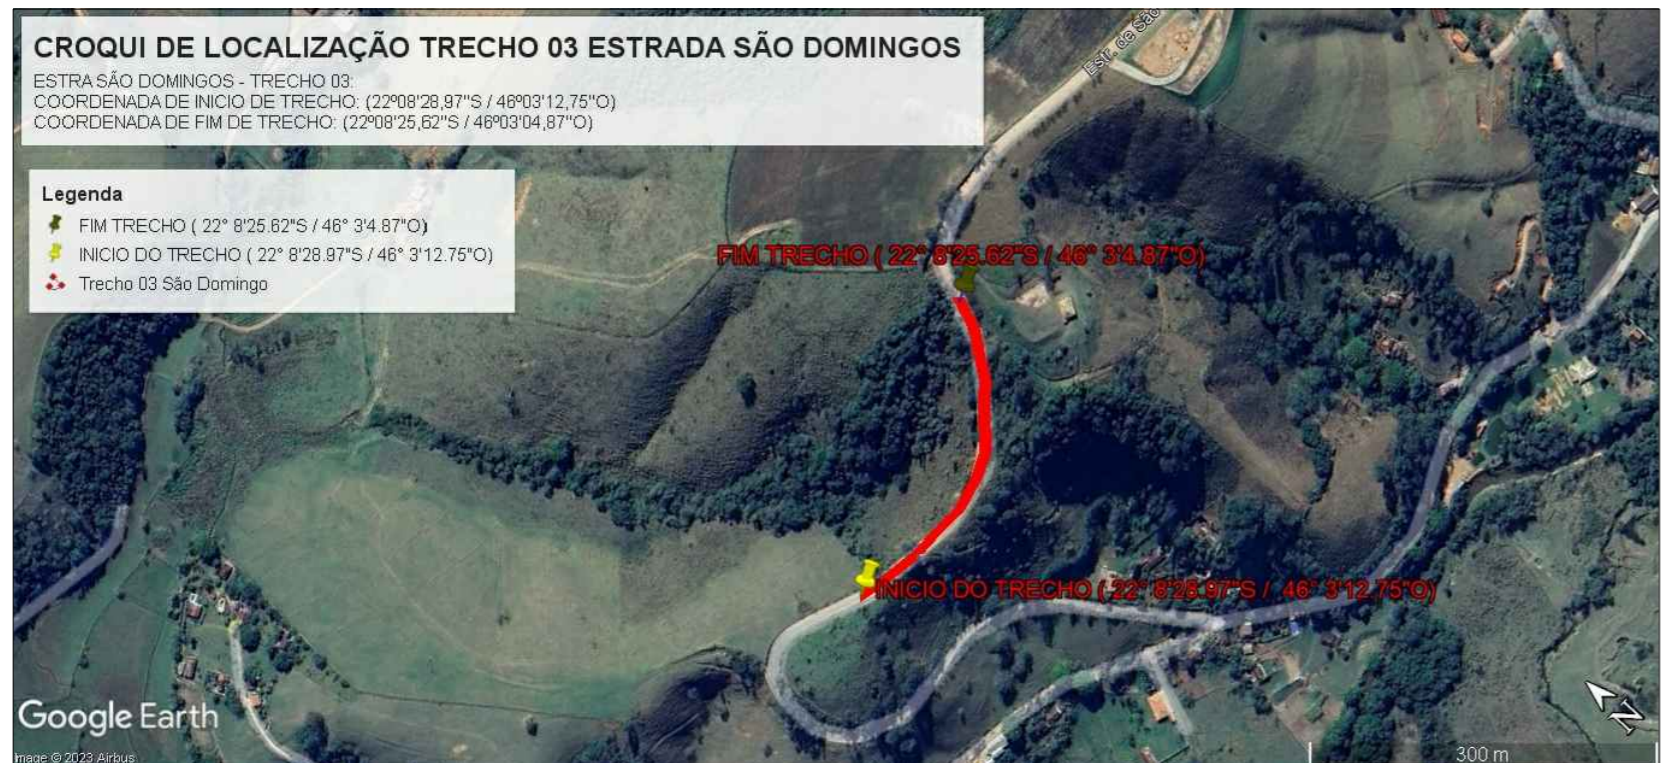 CROQUI DE LOCALIZAÇÃO TRECHO 03 ESTRADA SÃO DOMINGOS
ESTRA SÃO DOMINGOS - TRECHO 03:
COORDENADA DE INICIO DE TRECHO: (22º08'28,97"S / 46º03'12,75"O)
COORDENADA DE FIM DE TRECHO: (22º08'25,62"S / 46º03'04,87"O)
Estr. de São
Legenda
FIM TRECHO ( 22° 8'25.62"S / 46° 3'4.87"O)
INICIO DO TRECHO ( 22° 8'28.97"S / 46° 3'12.75"O)
Trecho 03 São Domingo
FIM TRECHO ( 22° 8'25.62"S / 46° 3'4.87"O)
INICIO DO TRECHO ( 22° 8'28.97"S / 46° 3'12.75"O)
Google Earth
Image © 2023 Airbus
N
300 m